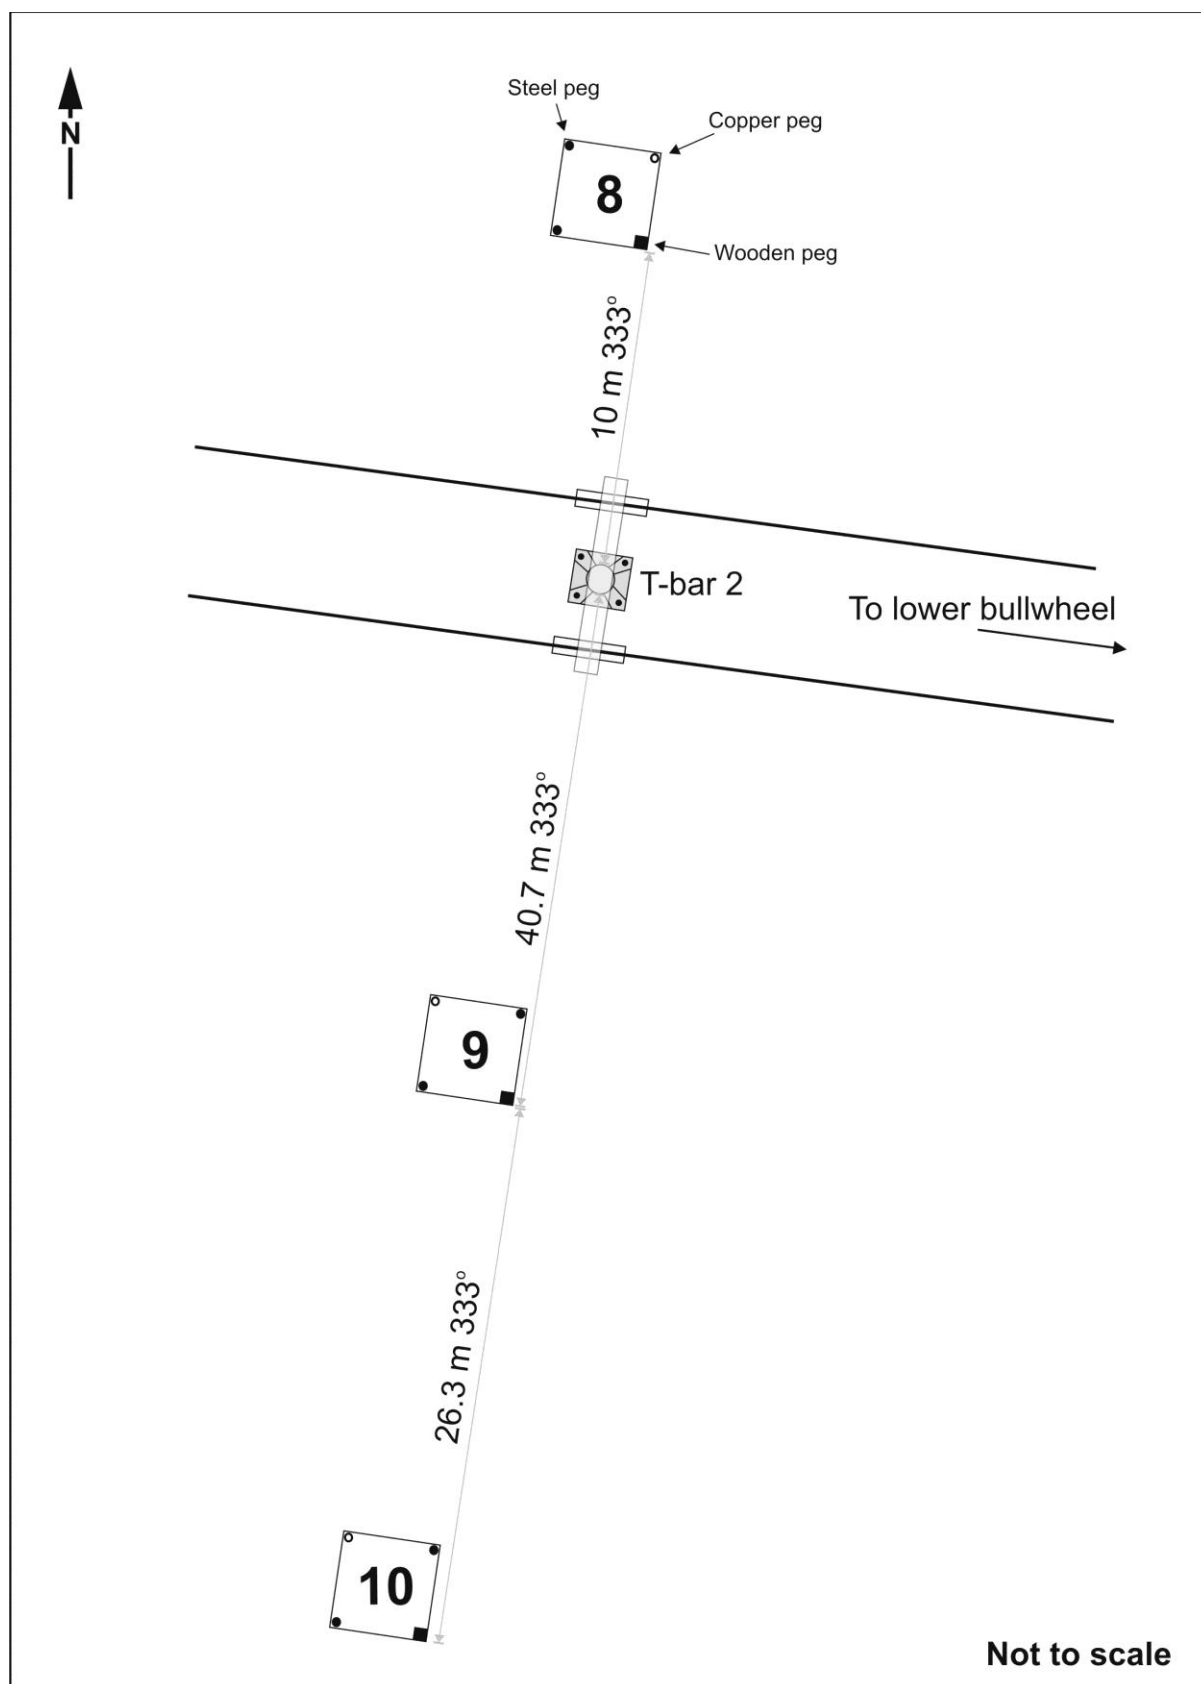 Steel peg
Copper peg
N
8
Wooden peg
10 m 333°
T-bar 2
To lower bullwheel
40.7 m 333°
9
26.3 m 333°
10
Not to scale